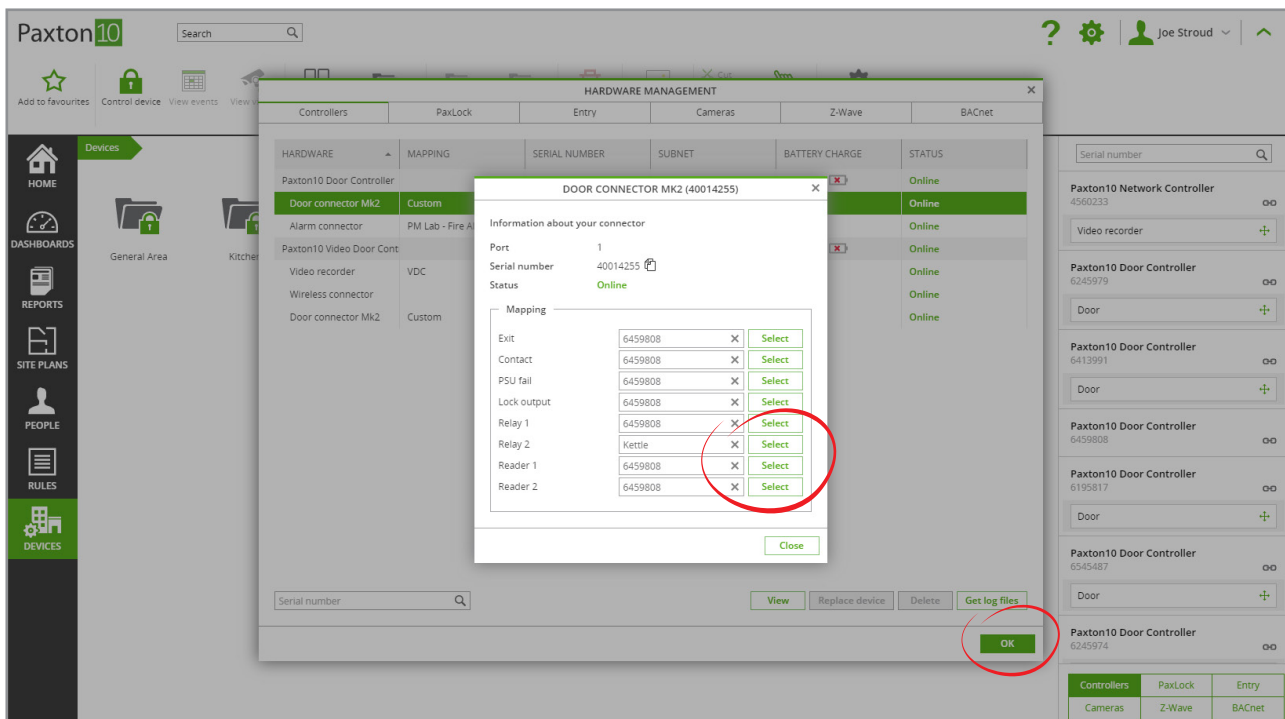 Paxton10
Search
? Joe Stroud
Add to favourites Control device View events Cut
HARDWARE MANAGEMENT
Controllers PaxLock Entry Cameras Z-Wave BACnet
Devices
HARDWARE MAPPING SERIAL NUMBER SUBNET BATTERY CHARGE STATUS
Paxton10 Door Controller Online
Door connector Mk2 Custom Online
Alarm connector PM Lab - Fire Online
Paxton10 Video Door Cont Online
Video recorder VDC Online
Wireless connector Online
Door connector Mk2 Custom Online
DOOR CONNECTOR MK2 (40014255)
Information about your connector
Port 1
Serial number 40014255
Status Online
Mapping
Exit 6459808 Select
Contact 6459808 Select
PSU fail 6459808 Select
Lock output 6459808 Select
Relay 1 6459808 Select
Relay 2 Kettle Select
Reader 1 6459808 Select
Reader 2 6459808 Select
Close
Serial number View Replace device Delete Get log files
OK
HOME
DASHBOARDS
REPORTS
SITE PLANS
PEOPLE
RULES
DEVICES
General Area
Serial number
Paxton10 Network Controller
4560233
Video recorder
Paxton10 Door Controller
6245979
Door
Paxton10 Door Controller
6413991
Door
Paxton10 Door Controller
6459808
Paxton10 Door Controller
6195817
Door
Paxton10 Door Controller
6545487
Door
Paxton10 Door Controller
6245974
Controllers PaxLock Entry
Cameras Z-Wave BACnet